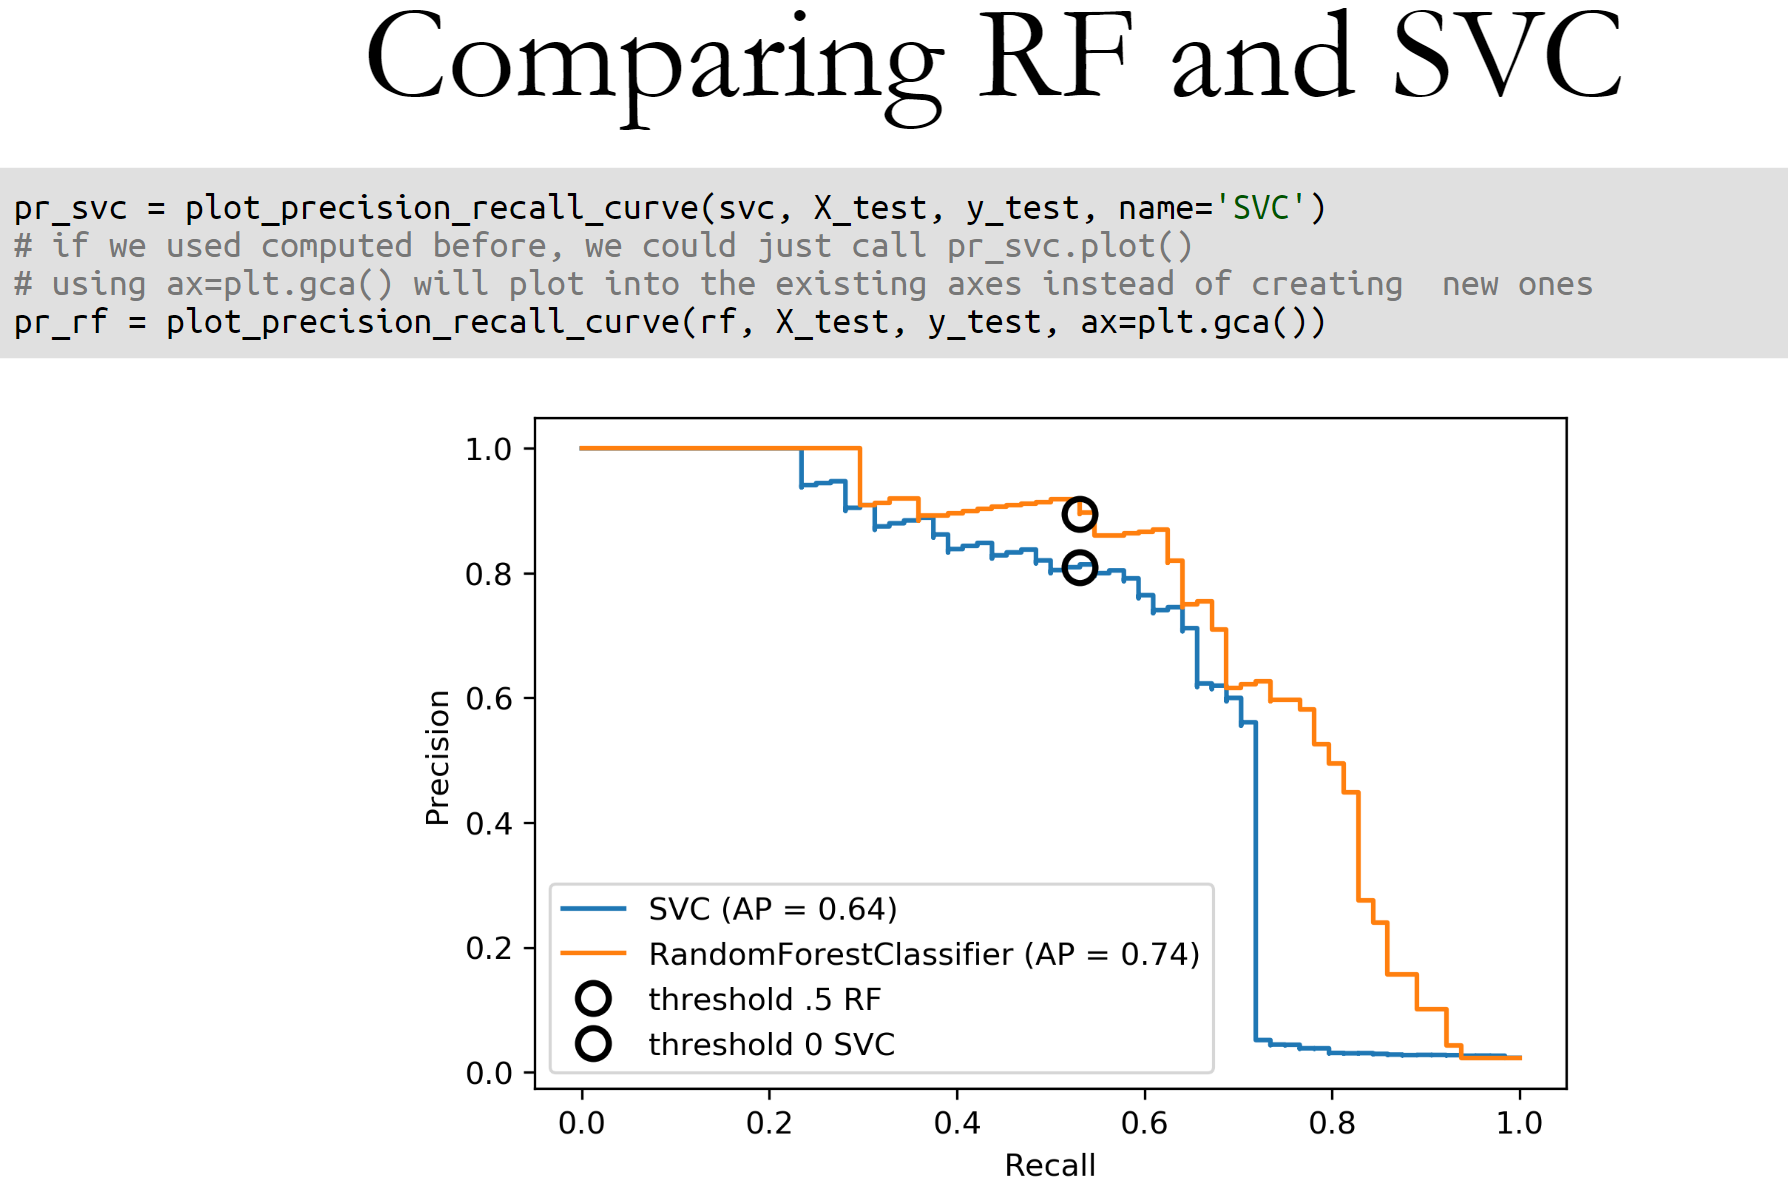 Comparing RF and SVC
pr_svc = plot_precision_recall_curve(svc, X_test, y_test, name='SVC')
# if we used computed before, we could just call pr_svc.plot()
# using ax=plt.gca() will plot into the existing axes instead of creating  new ones
pr_rf = plot_precision_recall_curve(rf, X_test, y_test, ax=plt.gca())
1.0
0.8
0.6
0.4
0.2
0.0
Precision
SVC (AP = 0.64)
RandomForestClassifier (AP = 0.74)
threshold .5 RF
threshold 0 SVC
0.0 0.2 0.4 0.6 0.8 1.0
Recall